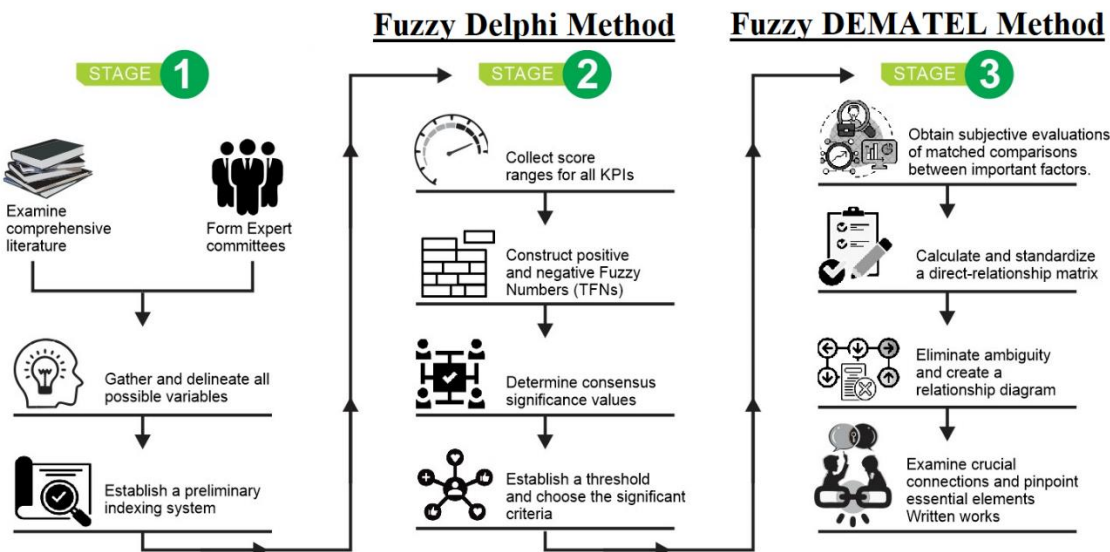 Fuzzy Delphi Method
Fuzzy DEMATEL Method
STAGE 1
Examine
comprehensive
literature
Form Expert
committees
Gather and delineate all
possible variables
Establish a preliminary
indexing system
STAGE 2
Collect score
ranges for all KPIs
Construct positive
and negative Fuzzy
Numbers (TFNs)
Determine consensus
significance values
Establish a threshold
and choose the significant
criteria
STAGE 3
Obtain subjective evaluations
of matched comparisons
between important factors.
Calculate and standardize
a direct-relationship matrix
Eliminate ambiguity
and create a
relationship diagram
Examine crucial
connections and pinpoint
essential elements
Written works